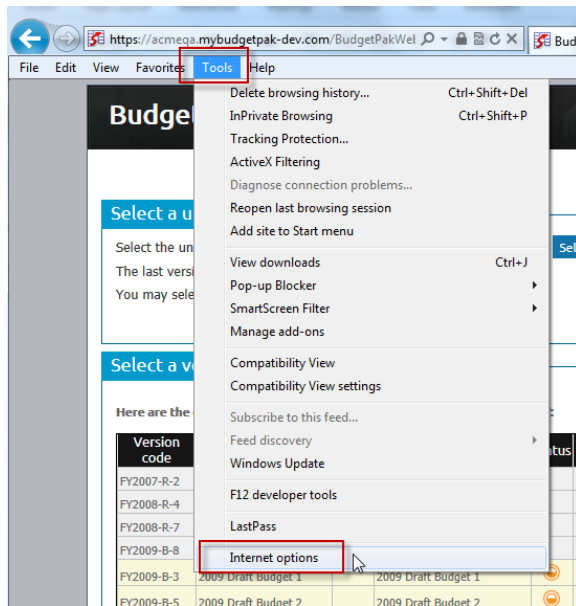 https://acmeqa.mybudgetpak-dev.com/BudgetPakWel
Bud
File Edit View Favorites Tools Help
Delete browsing history... Ctrl+Shift+Del
InPrivate Browsing Ctrl+Shift+P
Tracking Protection...
ActiveX Filtering
Diagnose connection problems...
Reopen last browsing session
Add site to Start menu
View downloads Ctrl+J
Pop-up Blocker
SmartScreen Filter
Manage add-ons
Compatibility View
Compatibility View settings
Subscribe to this feed...
Feed discovery
Windows Update
F12 developer tools
LastPass
Internet options
Budge
Select a u
Select the un
Sel
The last versi
You may sele
Select a v
Here are the
:
Version code
tus
FY2007-R-2
FY2008-R-4
FY2008-R-7
FY2009-B-8
FY2009-B-3 2009 Draft Budget 1 2009 Draft Budget 1
FY2009-B-5 2009 Draft Budget 2 2009 Draft Budget 2